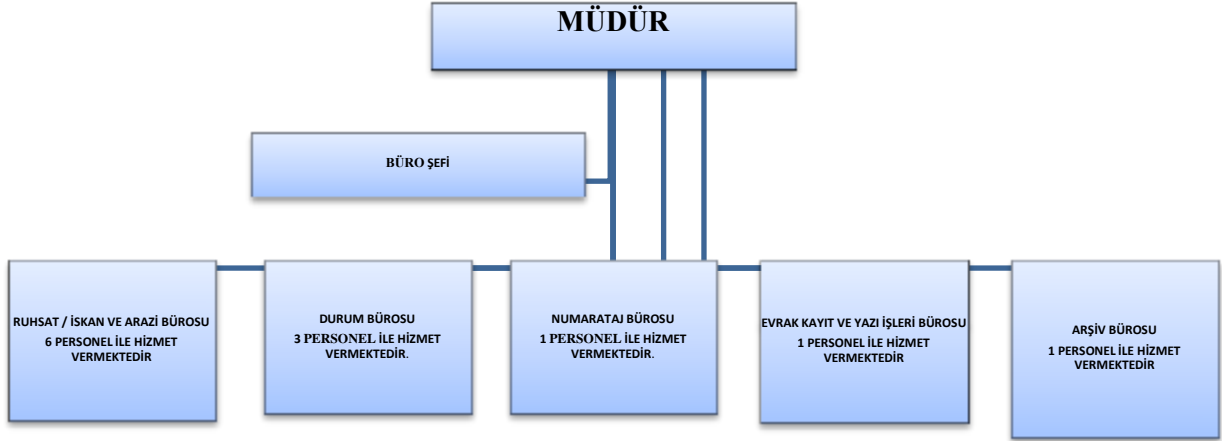 MÜDÜR
BÜRO ŞEFİ
RUHSAT / İSKAN VE ARAZİ BÜROSU
6 PERSONEL İLE HİZMET
VERMEKTEDİR
DURUM BÜROSU
3 PERSONEL İLE HİZMET
VERMEKTEDİR.
NUMARATAJ BÜROSU
1 PERSONEL İLE HİZMET
VERMEKTEDİR.
EVRAK KAYIT VE YAZI İŞLERİ BÜROSU
1 PERSONEL İLE HİZMET
VERMEKTEDİR
ARŞİV BÜROSU
1 PERSONEL İLE HİZMET
VERMEKTEDİR